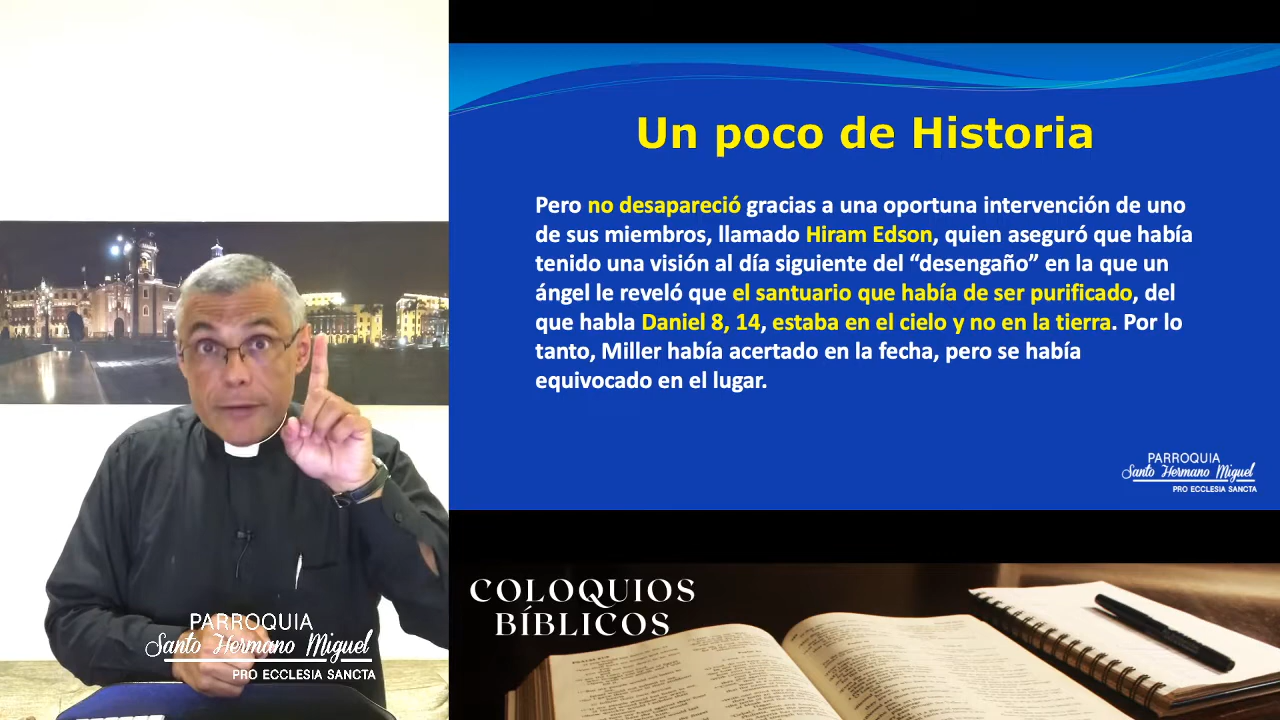 Un poco de Historia
Pero no desapareció gracias a una oportuna intervención de uno
de sus miembros, llamado Hiram Edson, quien aseguró que había
tenido una visión al día siguiente del “desengaño” en la que un
ángel le reveló que el santuario que había de ser purificado, del
que habla Daniel 8, 14, estaba en el cielo y no en la tierra. Por lo
tanto, Miller había acertado en la fecha, pero se había
equivocado en el lugar.
PARROQUIA
Santo Hermano Miguel
PRO ECCLESIA SANCTA
COLOQUIOS
BÍBLICOS
PARROQUIA
Santo Hermano Miguel
PRO ECCLESIA SANCTA